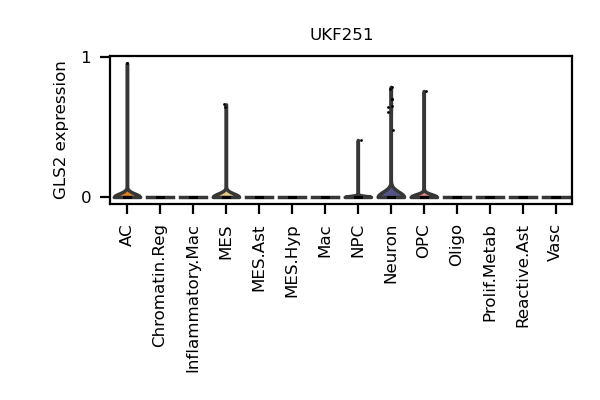 UKF251
GLS2 expression
1
0
AC
Chromatin.Reg
Inflammatory.Mac
MES
MES.Ast
MES.Hyp
Mac
NPC
Neuron
OPC
Oligo
Prolif.Metab
Reactive.Ast
Vasc